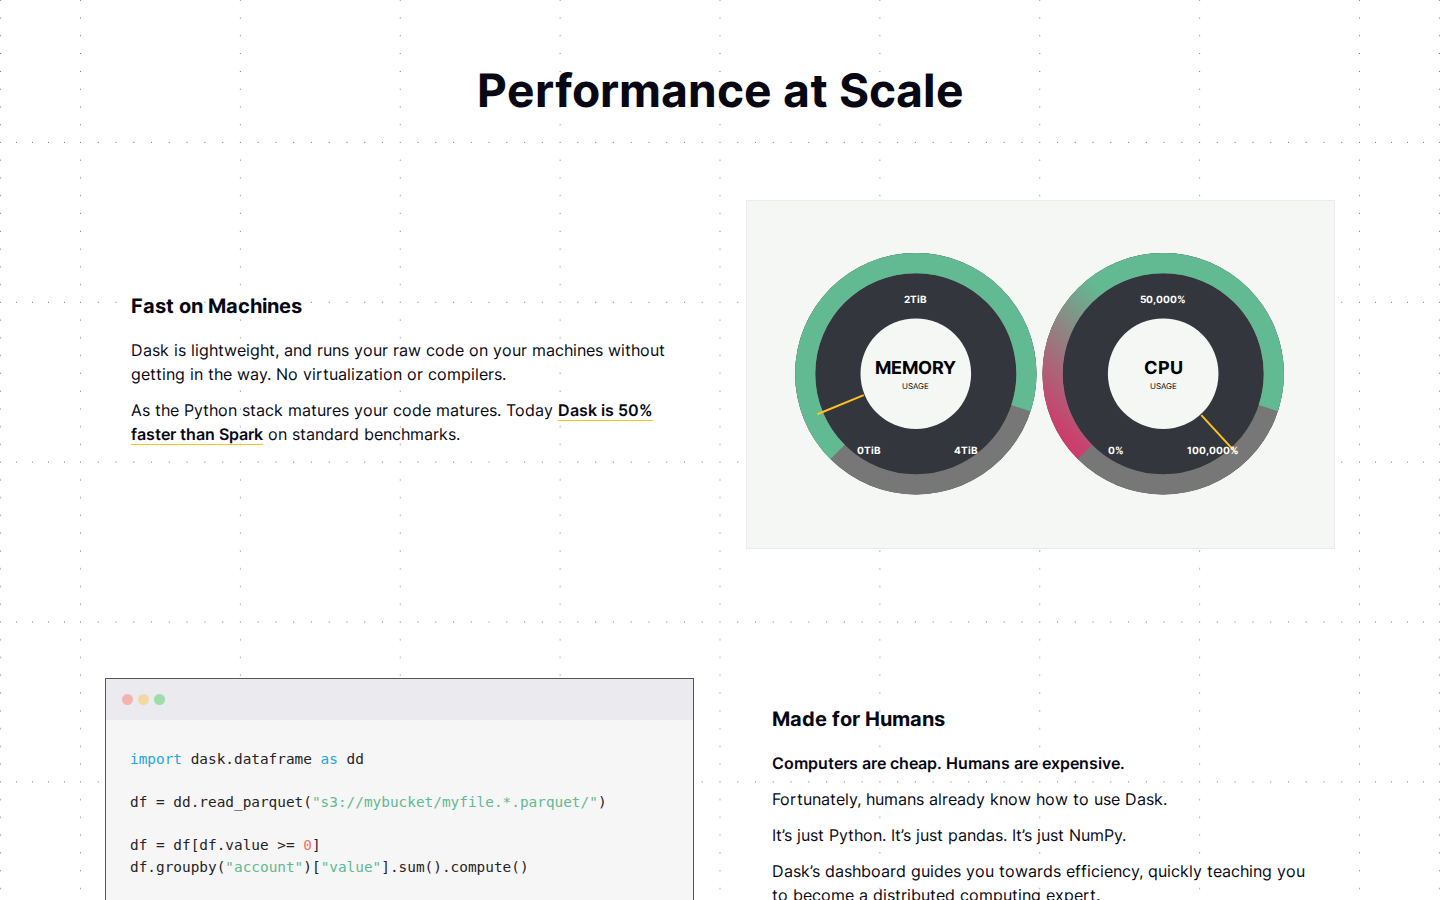 Performance at Scale
Fast on Machines
Dask is lightweight, and runs your raw code on your machines without
getting in the way. No virtualization or compilers.
As the Python stack matures your code matures. Today Dask is 50%
faster than Spark on standard benchmarks.
2TiB
MEMORY
USAGE
0TiB
4TiB
50,000%
CPU
USAGE
0%
100,000%
import dask.dataframe as dd
df = dd.read_parquet("s3://mybucket/myfile.*.parquet/")
df = df[df.value >= 0]
df.groupby("account")["value"].sum().compute()
Made for Humans
Computers are cheap. Humans are expensive.
Fortunately, humans already know how to use Dask.
It’s just Python. It’s just pandas. It’s just NumPy.
Dask’s dashboard guides you towards efficiency, quickly teaching you
to become a distributed computing expert.